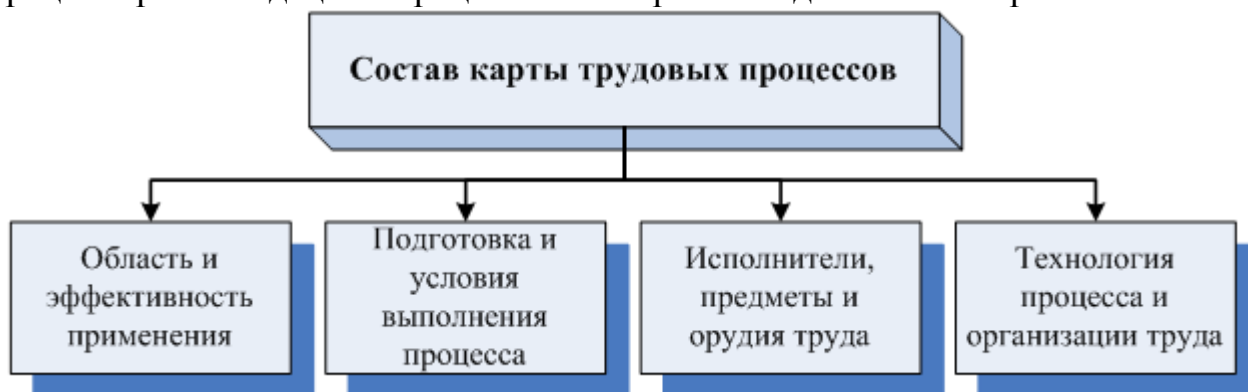 Состав карты трудовых процессов
Область и
эффективность
применения
Подготовка и
условия
выполнения
процесса
Исполнители,
предметы и
орудия труда
Технология
процесса и
организации труда